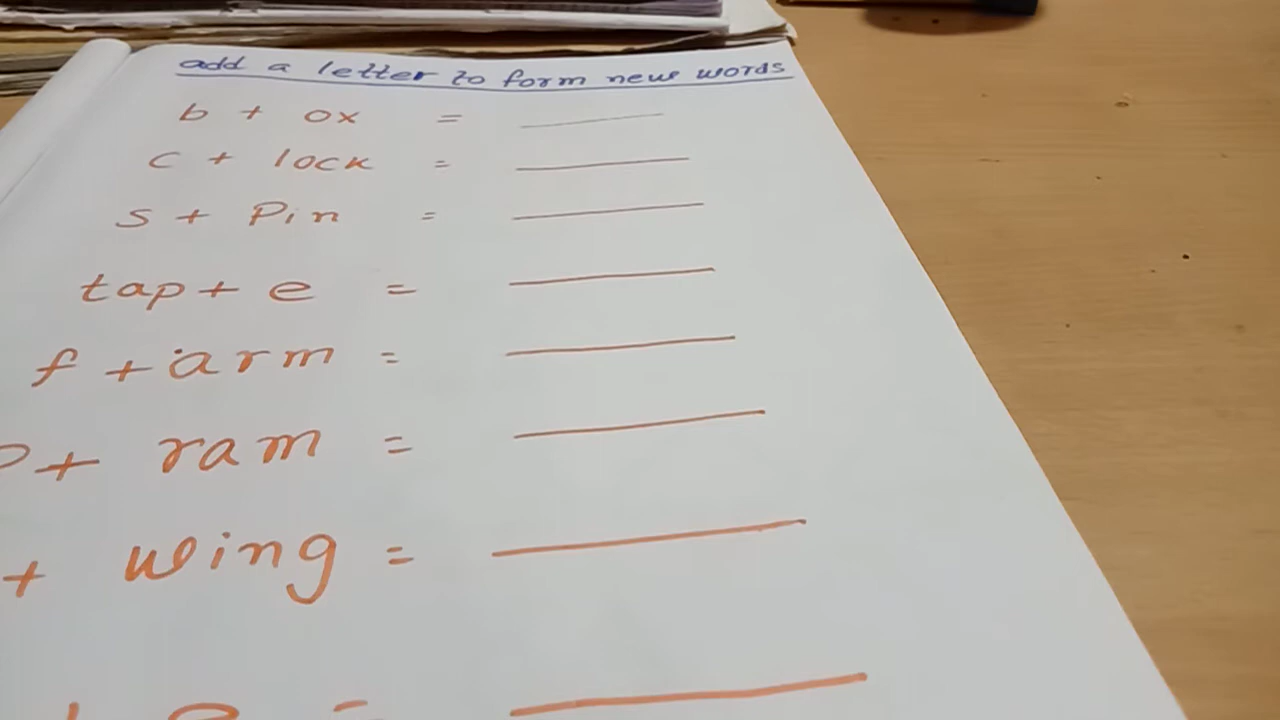 add a letter to form new words
b + ox =
c + lock =
s + Pin =
tap + e =
f + arm =
+ ram =
+ wing =
=